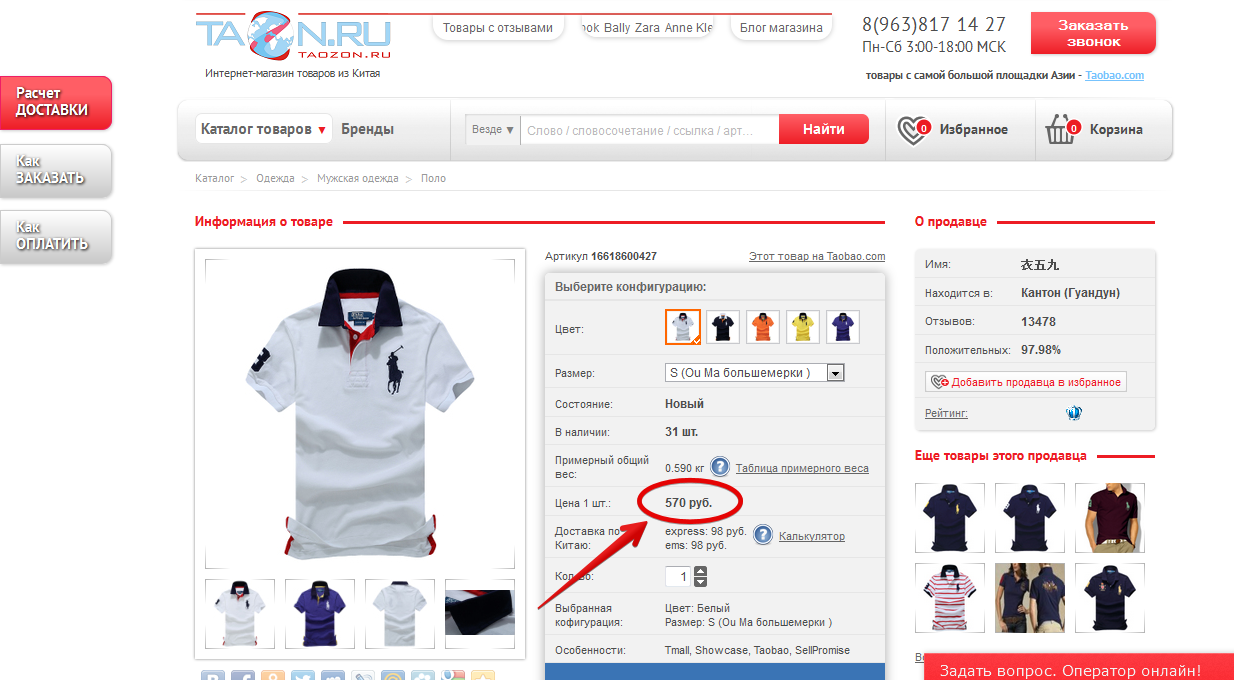 TAOZON.RU
TAOZON.RU
Интернет-магазин товаров из Китая
Товары с отзывами
ok Bally Zara Anne Kle
Блог магазина
8(963)817 14 27
Пн-Сб 3:00-18:00 МСК
Заказать
звонок
товары с самой большой площадки Азии - Taobao.com
Расчет
ДОСТАВКИ
Как
ЗАКАЗАТЬ
Как
ОПЛАТИТЬ
Каталог товаров ▼
Бренды
Везде ▼
Слово / словосочетание / ссылка / арт...
Найти
0
Избранное
0
Корзина
Каталог > Одежда > Мужская одежда > Поло
Информация о товаре
Артикул 16618600427
Этот товар на Taobao.com
Выберите конфигурацию:
Цвет:
Размер: S (Ou Ma большемерки )
Состояние: Новый
В наличии: 31 шт.
Примерный общий
вес:
0.590 кг ? Таблица примерного веса
Цена 1 шт.: 570 руб.
Доставка по
Китаю:
express: 98 руб.
ems: 98 руб.
? Калькулятор
1
Выбранная
кофигурация:
Цвет: Белый
Размер: S (Ou Ma большемерки )
Особенности: Tmall, Showcase, Taobao, SellPromise
О продавце
Имя: 衣五九
Находится в: Кантон (Гуандун)
Отзывов: 13478
Положительных: 97.98%
Добавить продавца в избранное
Рейтинг:
Еще товары этого продавца
Задать вопрос. Оператор онлайн!